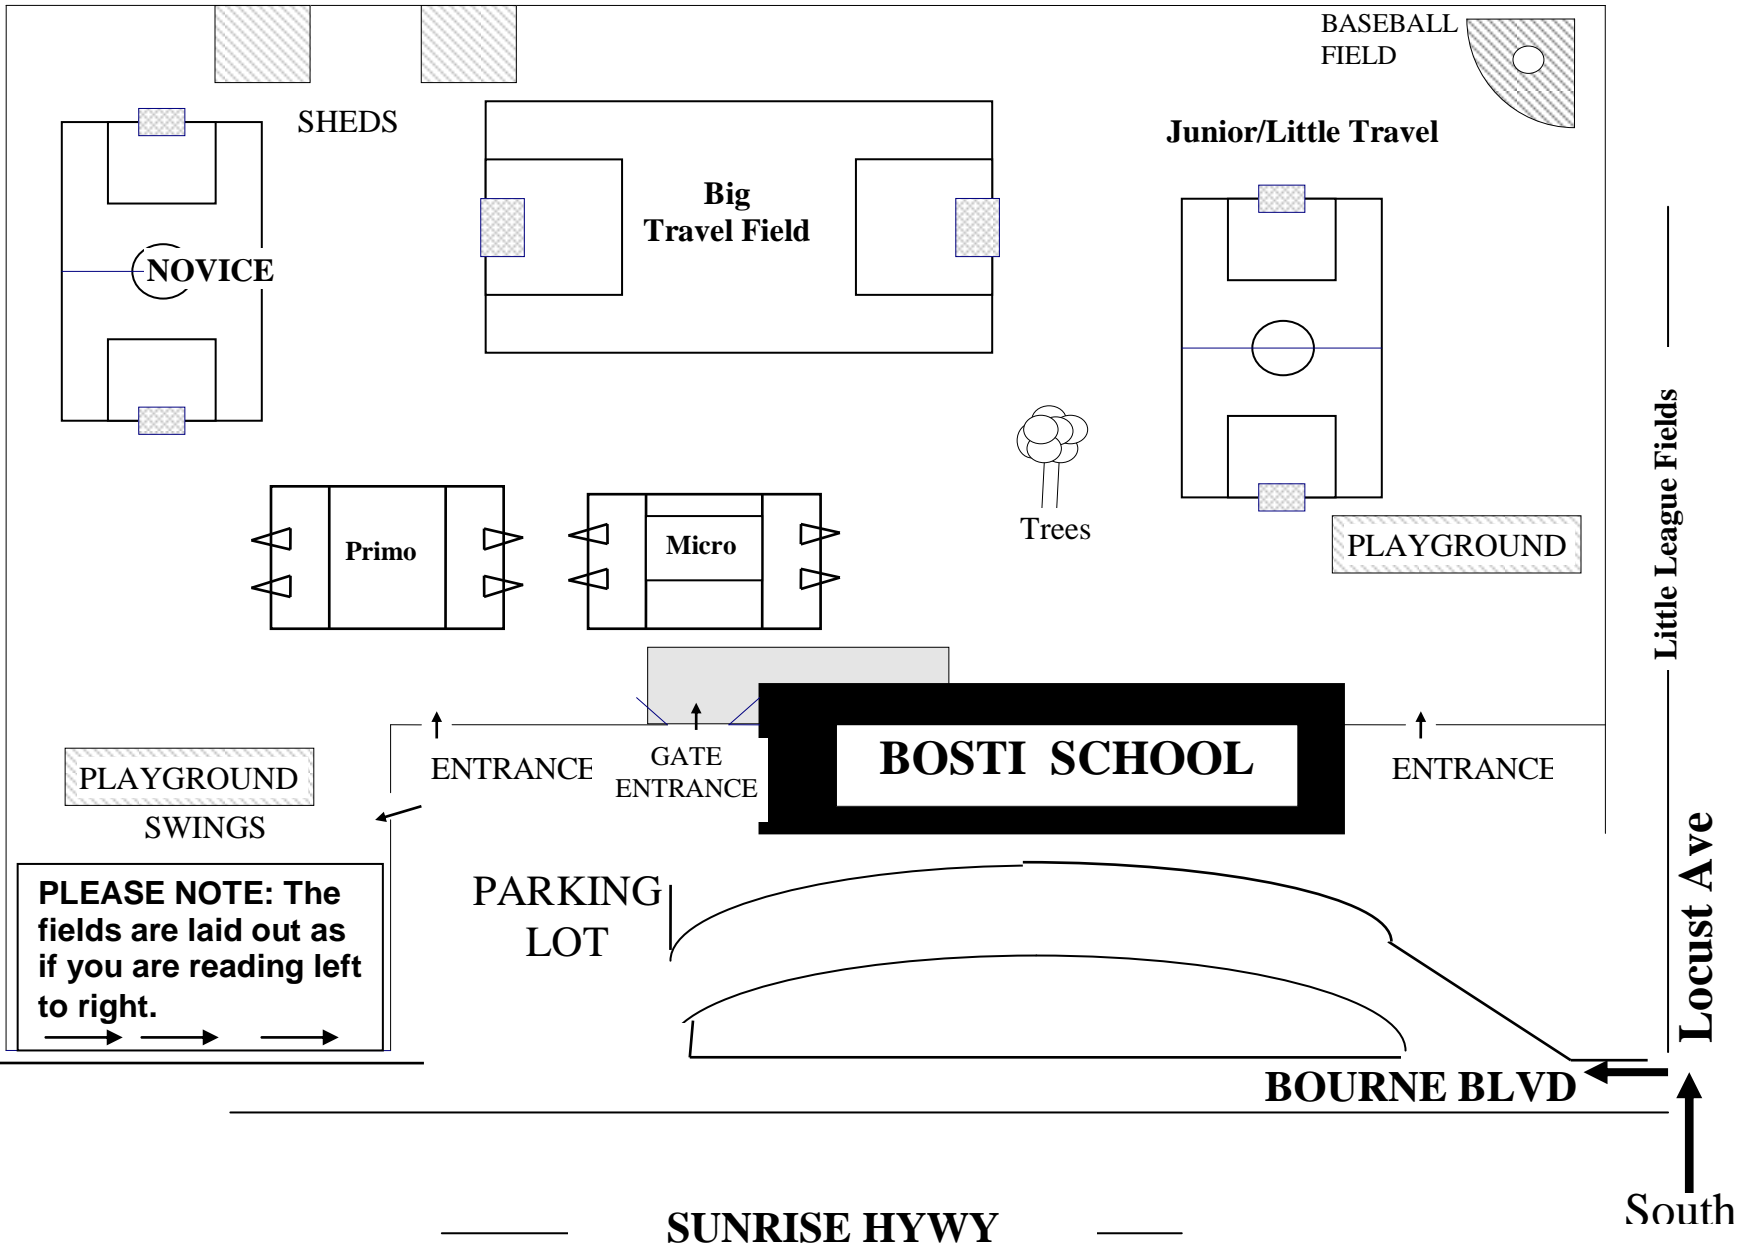 BASEBALL
FIELD
SHEDS
Junior/Little Travel
Big
Travel Field
NOVICE
Little League Fields
Trees
Primo
Micro
PLAYGROUND
BOSTI SCHOOL
ENTRANCE
GATE
ENTRANCE
ENTRANCE
PLAYGROUND
SWINGS
Locust Ave
PLEASE NOTE: The
fields are laid out as
if you are reading left
to right.
PARKING
LOT
BOURNE BLVD
South
SUNRISE HYWY